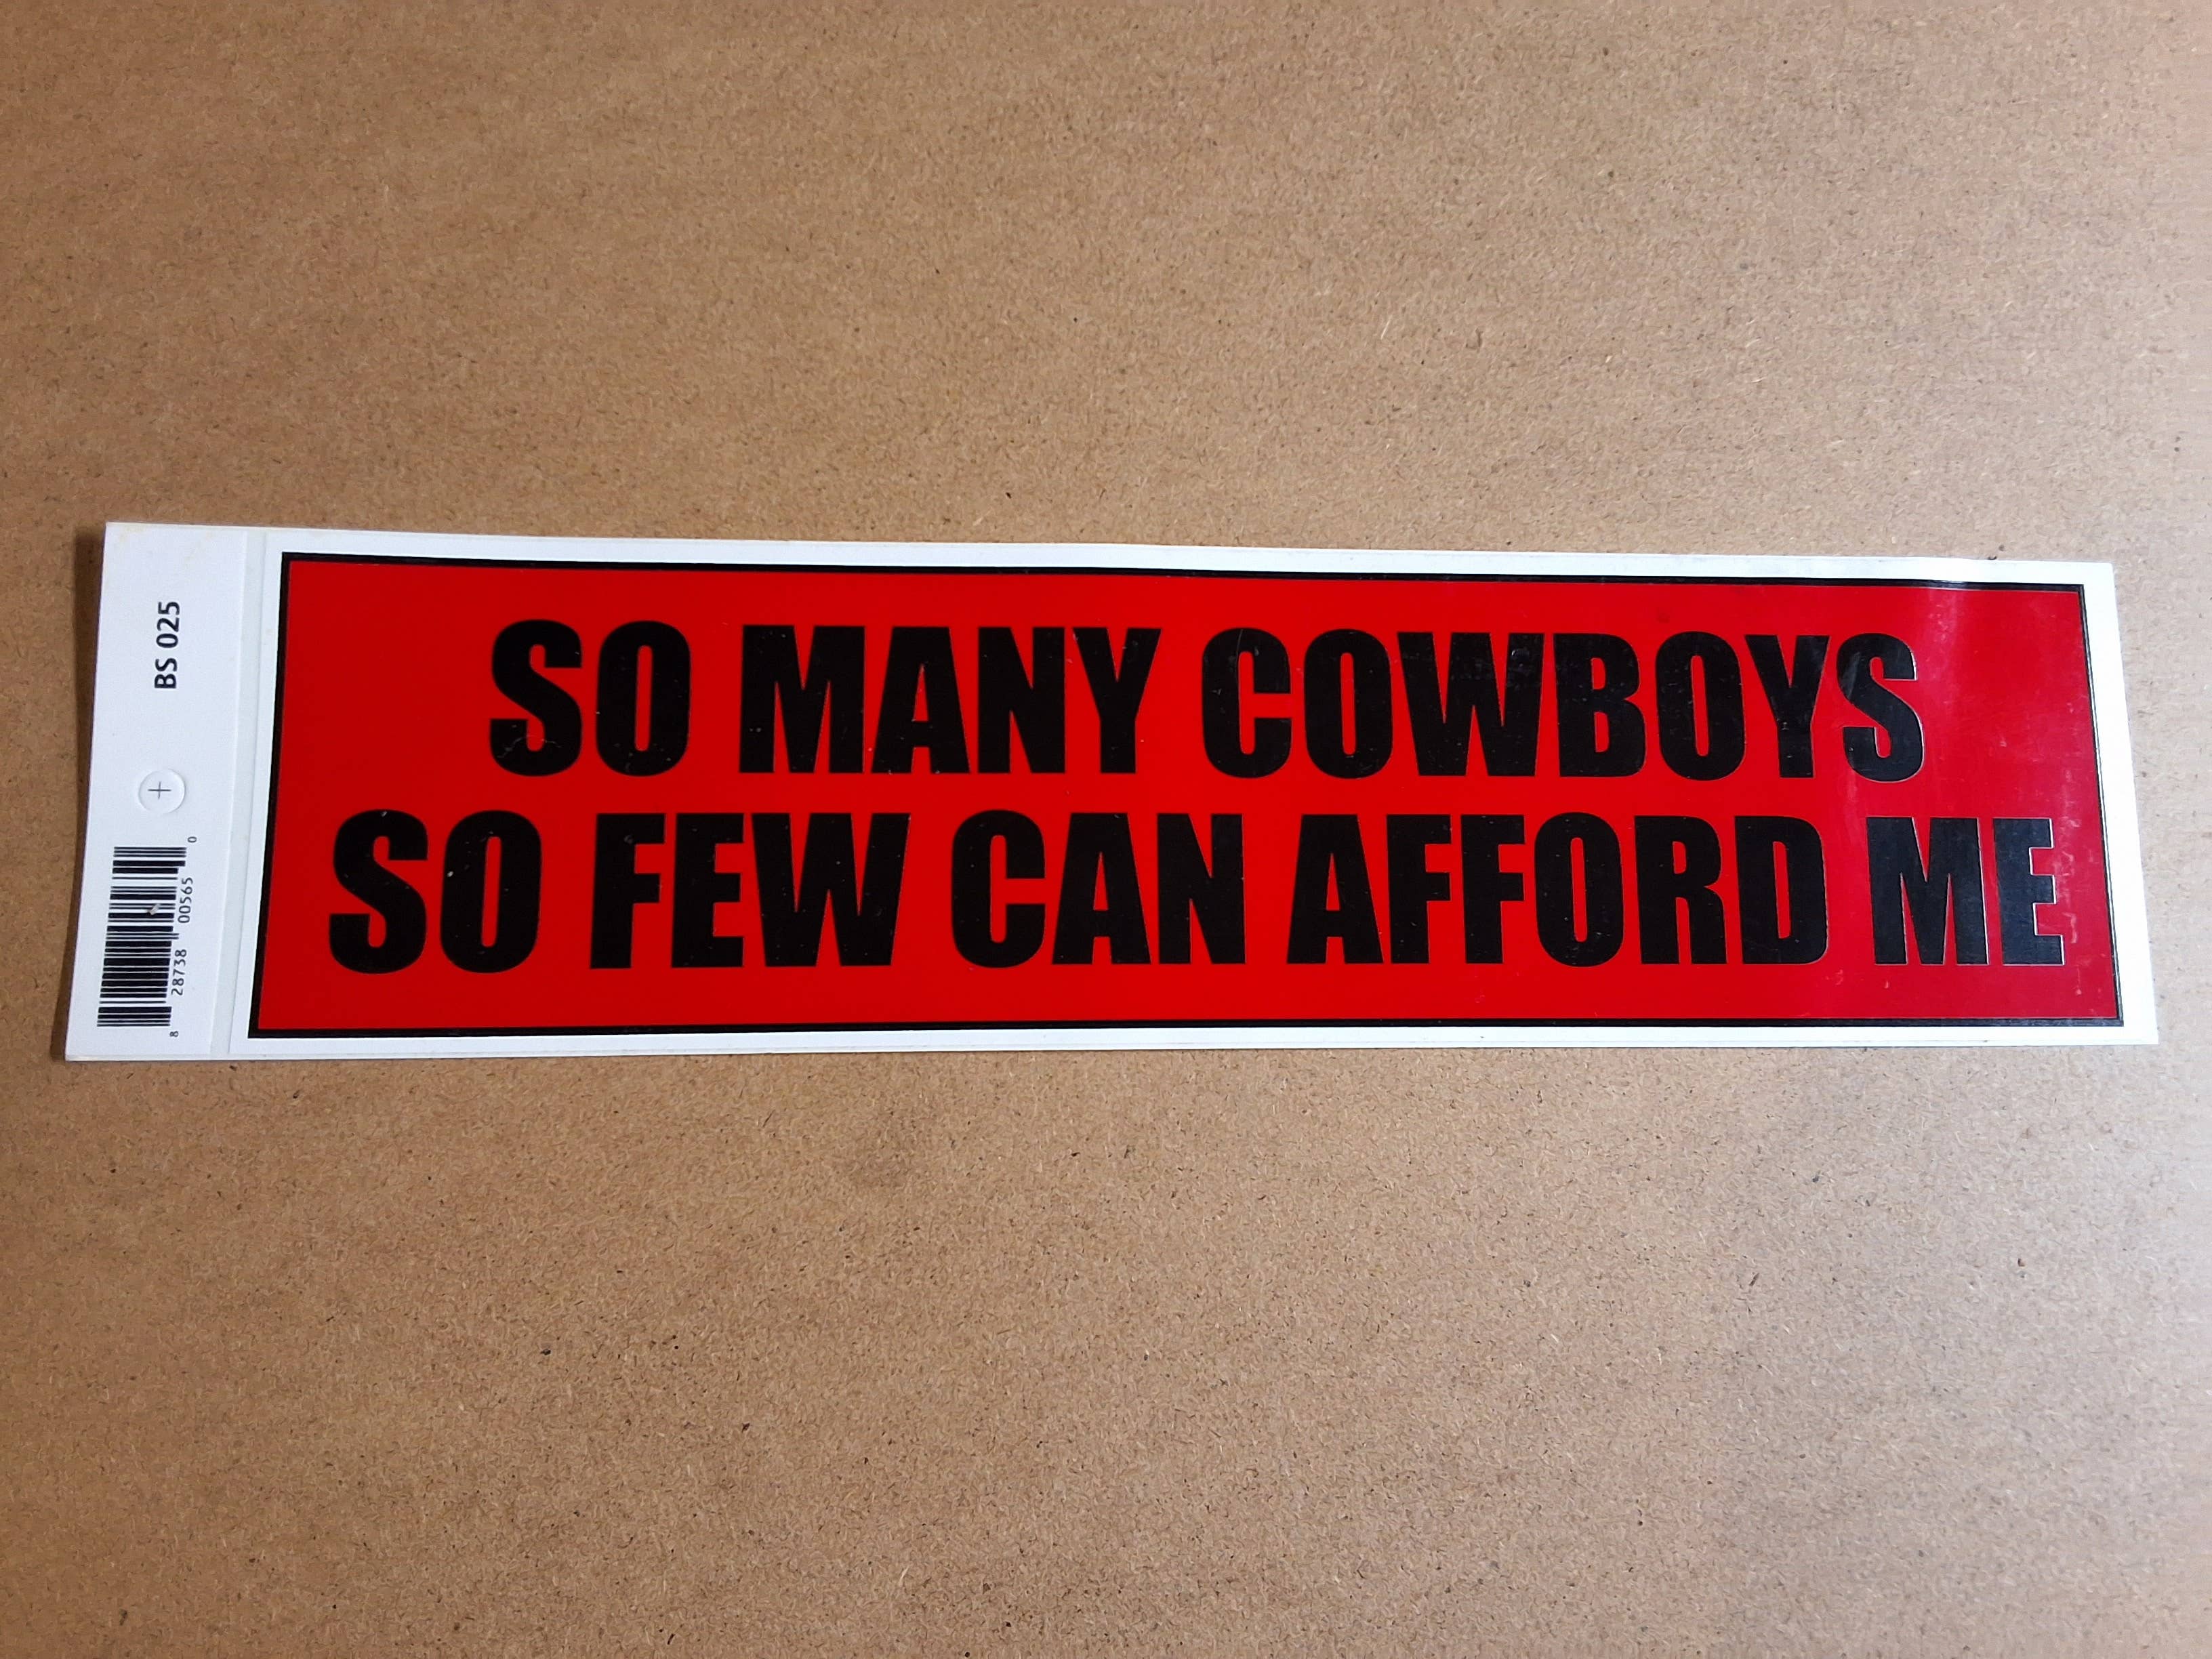 SO MANY COWBOYS
SO FEW CAN AFFORD ME
BS 025
8 28738 00565 0